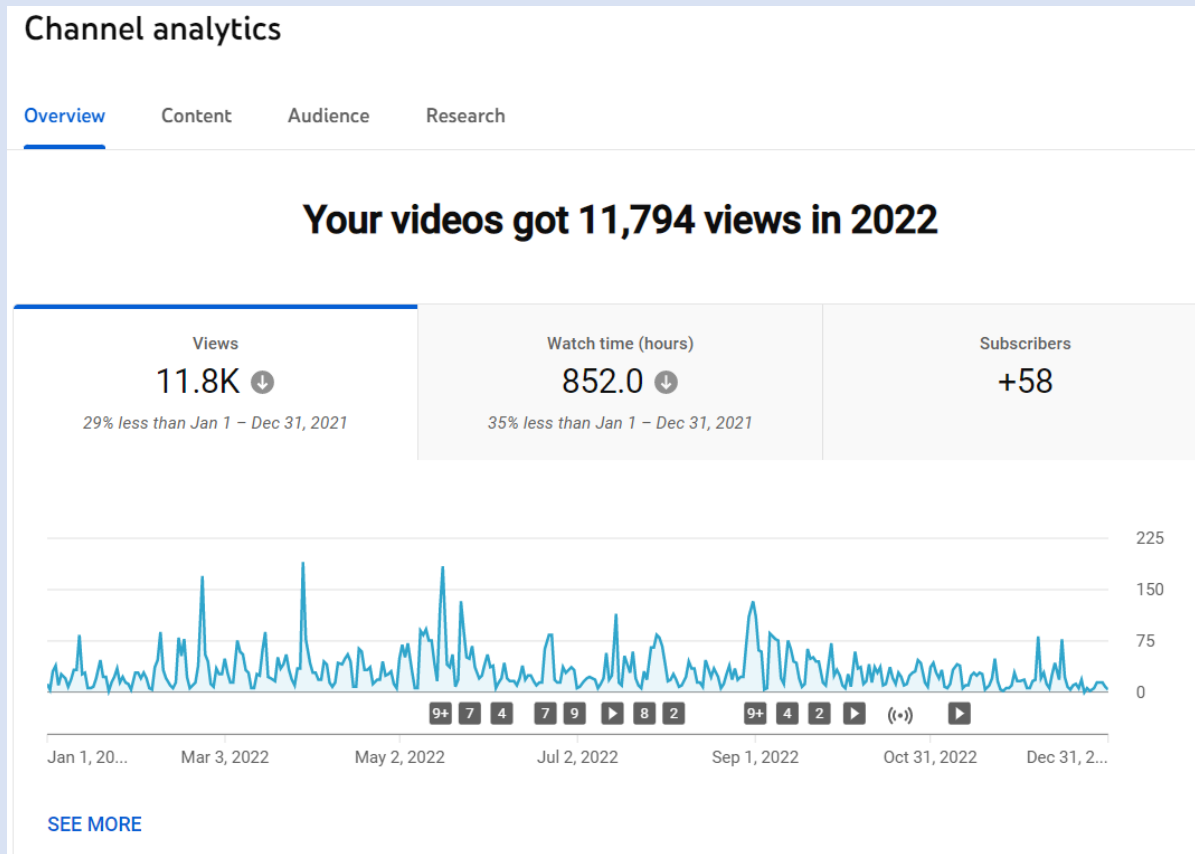 Channel analytics
Overview Content Audience Research
Your videos got 11,794 views in 2022
Views
11.8K
29% less than Jan 1 – Dec 31, 2021
Watch time (hours)
852.0
35% less than Jan 1 – Dec 31, 2021
Subscribers
+58
225
150
75
0
9+ 7 4 7 9 8 2 9+ 4 2
Jan 1, 20... Mar 3, 2022 May 2, 2022 Jul 2, 2022 Sep 1, 2022 Oct 31, 2022 Dec 31, 2...
SEE MORE